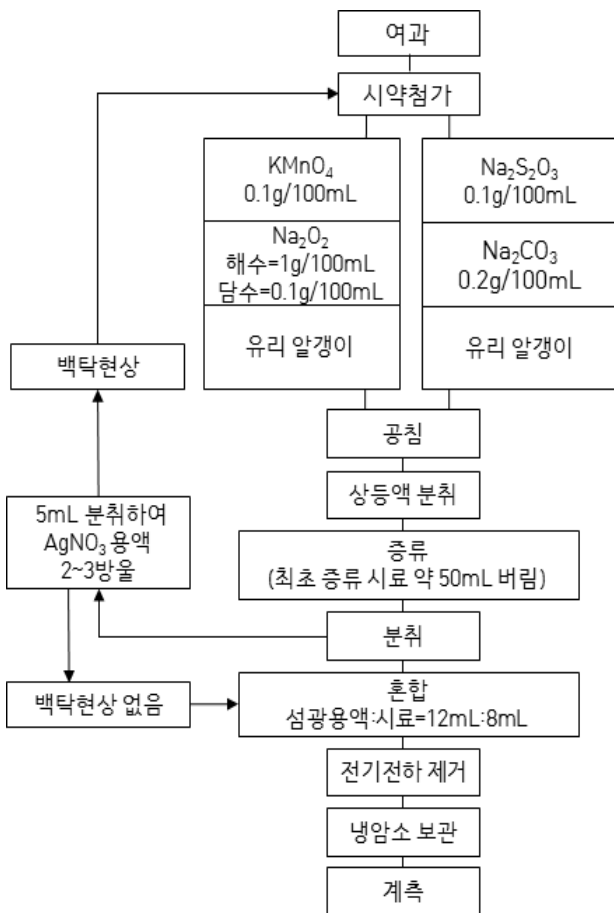 여과
시약첨가
KMnO₄
0.1g/100mL
Na₂O₂
해수=1g/100mL
담수=0.1g/100mL
유리 알갱이
Na₂S₂O₃
0.1g/100mL
Na₂CO₃
0.2g/100mL
유리 알갱이
백탁현상
공침
상등액 분취
5mL 분취하여
AgNO₃ 용액
2~3방울
증류
(최초 증류 시료 약 50mL 버림)
분취
백탁현상 없음
혼합
섬광용액:시료=12mL:8mL
전기전하 제거
냉암소 보관
계측